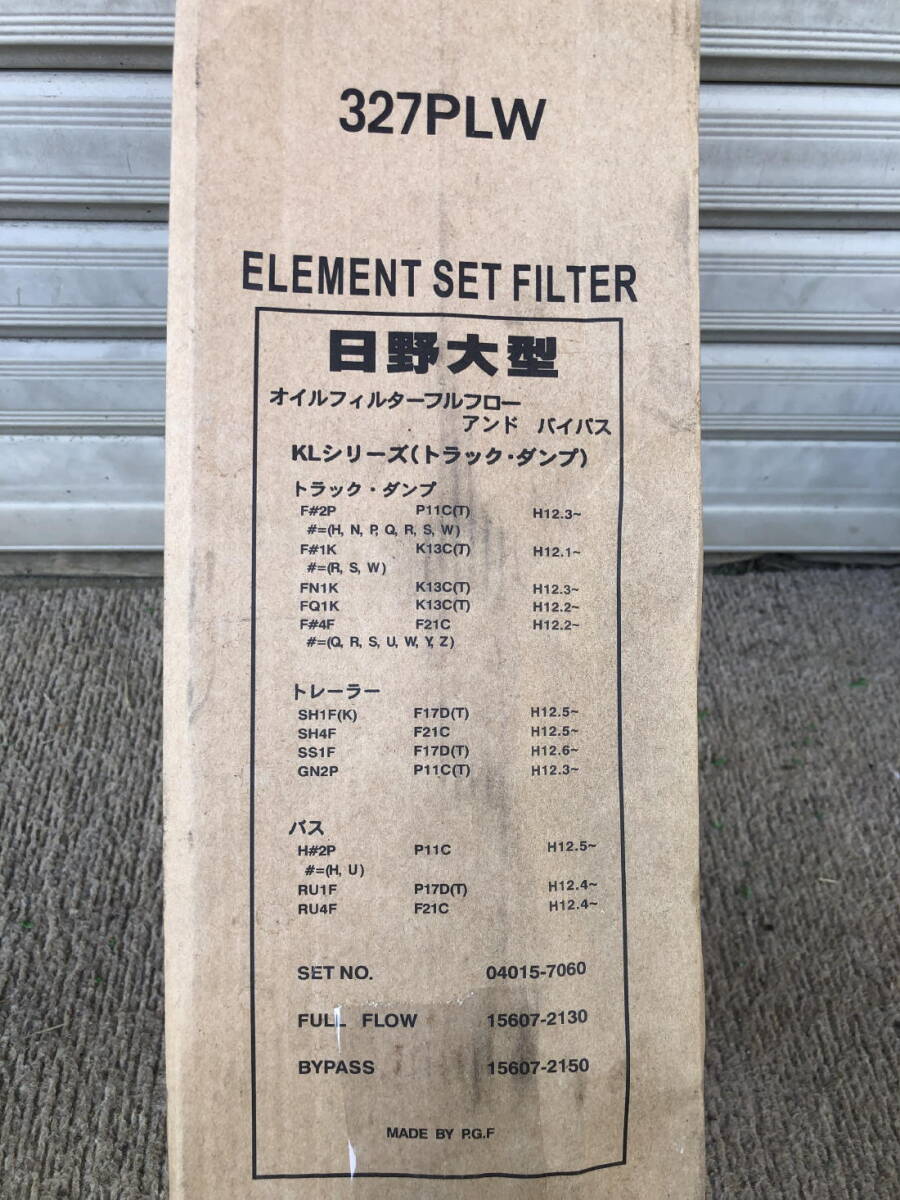 327PLW
ELEMENT SET FILTER
日野大型
オイルフィルターフルフロー
アンド バイパス
KLシリーズ(トラック・ダンプ)
トラック・ダンプ
F#2P P11C(T) H12.3~
#=(H, N, P, Q, R, S, W)
F#1K K13C(T) H12.1~
#=(R, S, W)
FN1K K13C(T) H12.3~
FQ1K K13C(T) H12.2~
F#4F F21C H12.2~
#=(Q, R, S, U, W, Y, Z)
トレーラー
SH1F(K) F17D(T) H12.5~
SH4F F21C H12.5~
SS1F F17D(T) H12.6~
GN2P P11C(T) H12.3~
バス
H#2P P11C H12.5~
#=(H, U)
RU1F P17D(T) H12.4~
RU4F F21C H12.4~
SET NO. 04015-7060
FULL FLOW 15607-2130
BYPASS 15607-2150
MADE BY P.G.F